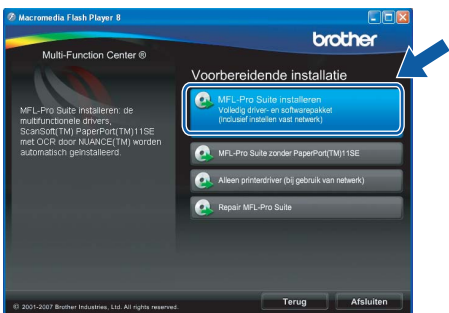 Macromedia Flash Player 8
brother
Multi-Function Center ®
Voorbereidende installatie
MFL-Pro Suite installeren: de
multifunctionele drivers,
ScanSoft(TM) PaperPort(TM)11SE
met OCR door NUANCE(TM) worden
automatisch geïnstalleerd.
MFL-Pro Suite installeren
Volledig driver- en softwarepakket
(Inclusief instellen vast netwerk)
MFL-Pro Suite zonder PaperPort(TM)11SE
Alleen printerdriver (bij gebruik van netwerk)
Repair MFL-Pro Suite
© 2001-2007 Brother Industries, Ltd. All rights reserved.
Terug
Afsluiten